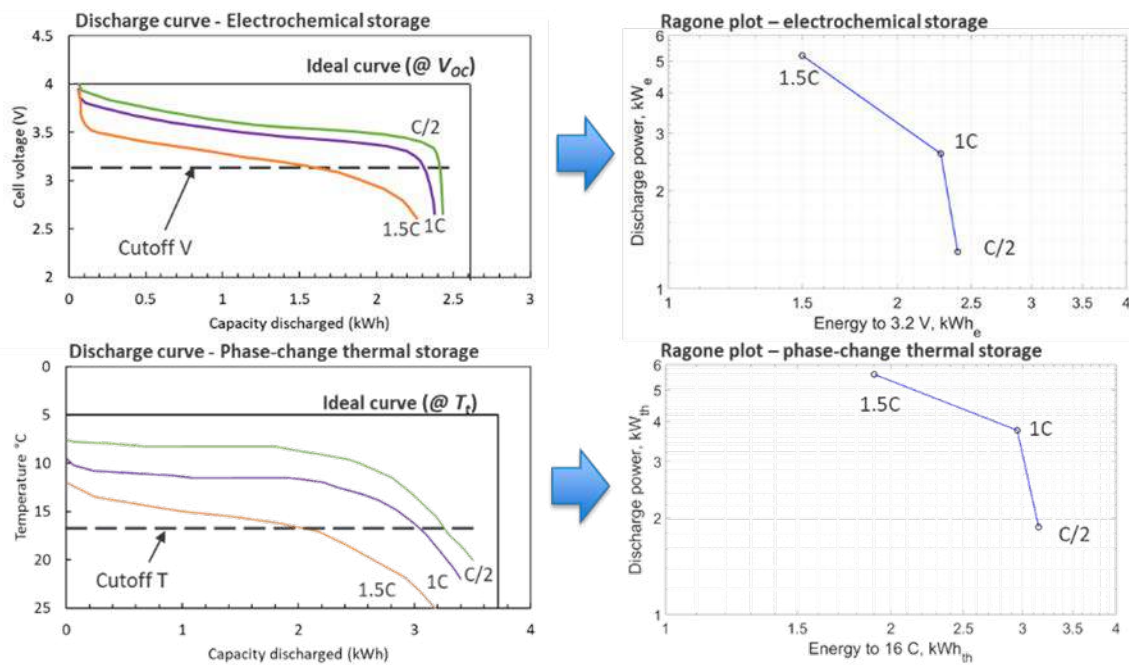 Discharge curve - Electrochemical storage
4.5
4
3.5
3
2.5
2
Cell voltage (V)
Ideal curve (@ VOC)
C/2
1.5C
1C
Cutoff V
0
0.5
1
1.5
2
2.5
3
Capacity discharged (kWh)
Ragone plot – electrochemical storage
6
5
4
3
2
1
Discharge power, kWe
1.5C
1C
C/2
1
1.5
2
2.5
3
3.5
4
Energy to 3.2 V, kWhe
Discharge curve - Phase-change thermal storage
0
5
10
15
20
25
Temperature °C
Ideal curve (@ Tt)
Cutoff T
1.5C
1C
C/2
0
1
2
3
4
Capacity discharged (kWh)
Ragone plot – phase-change thermal storage
6
5
4
3
2
1
Discharge power, kWth
1.5C
1C
C/2
1
1.5
2
2.5
3
3.5
4
Energy to 16 C, kWhth